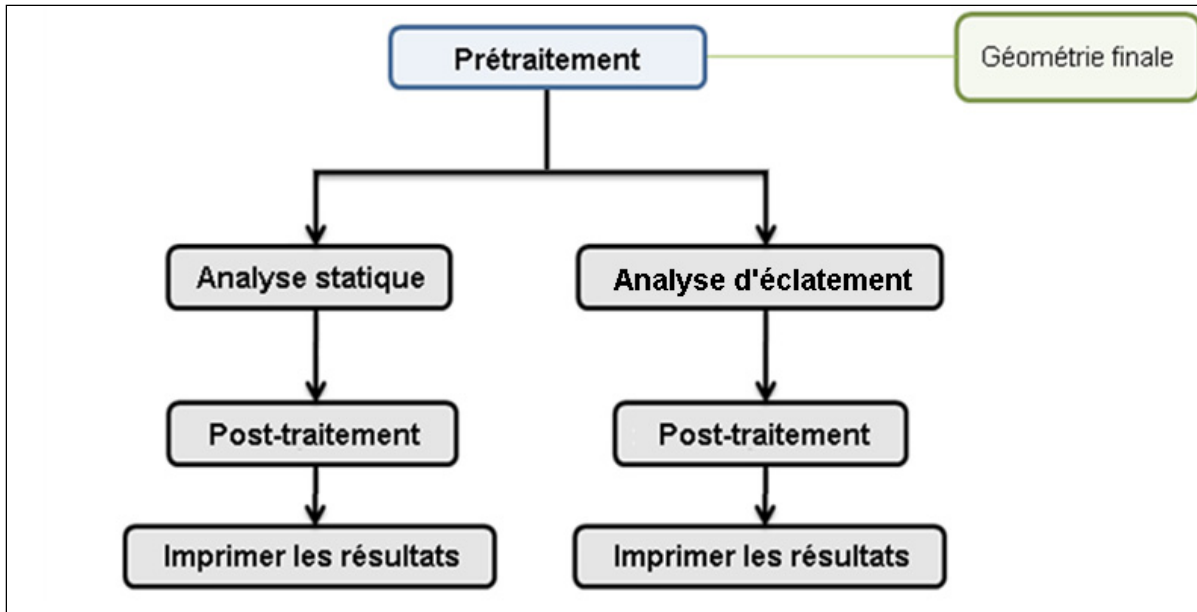 Prétraitement
Géométrie finale
Analyse statique
Analyse d'éclatement
Post-traitement
Post-traitement
Imprimer les résultats
Imprimer les résultats